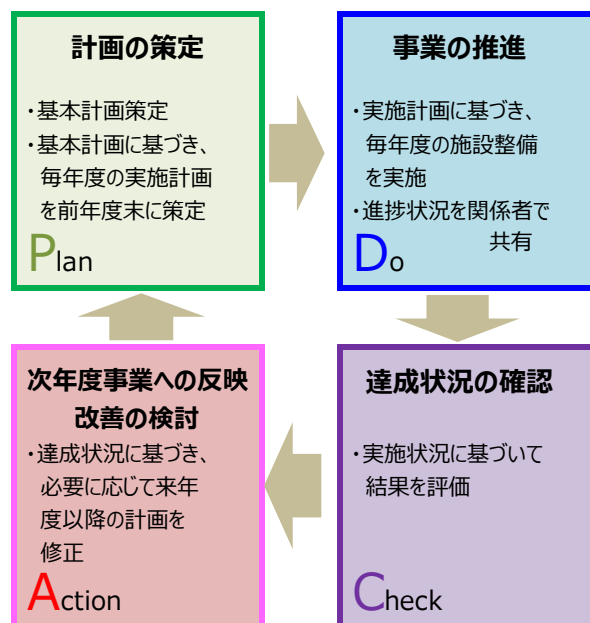 計画の策定
・基本計画策定
・基本計画に基づき、
毎年度の実施計画
を前年度末に策定
Plan
事業の推進
・実施計画に基づき、
毎年度の施設整備
を実施
・進捗状況を関係者で
共有
Do
次年度事業への反映
改善の検討
・達成状況に基づき、
必要に応じて来年
度以降の計画を
修正
Action
達成状況の確認
・実施状況に基づいて
結果を評価
Check